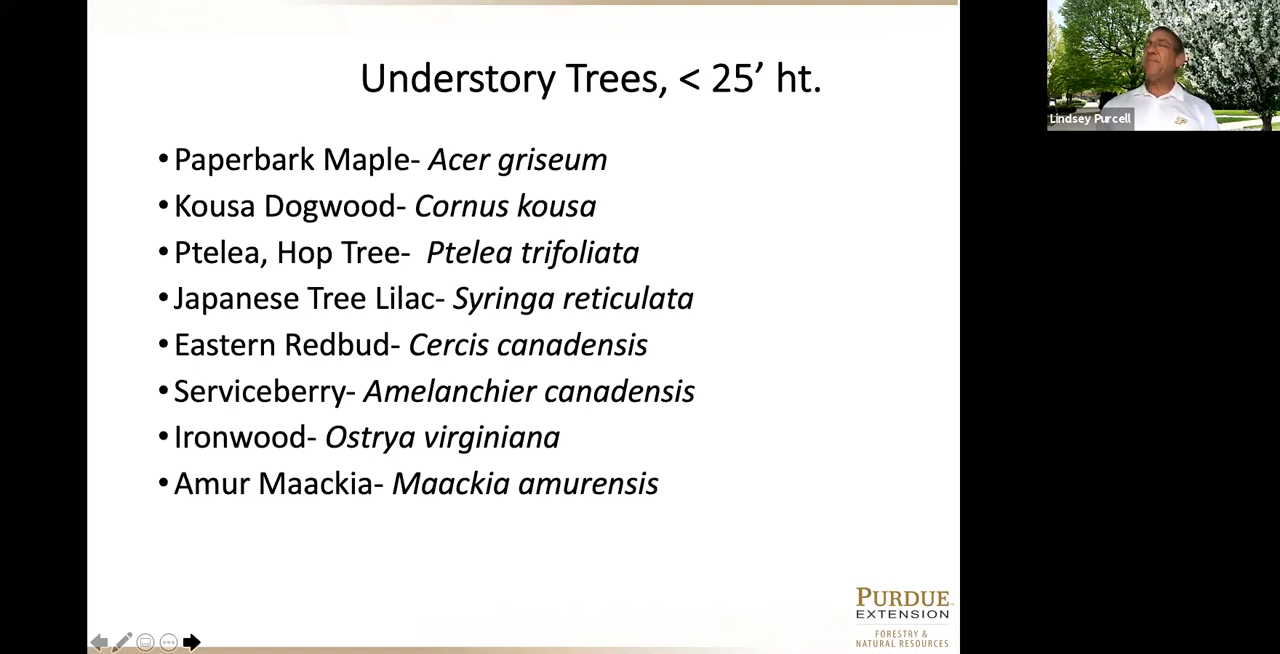 Understory Trees, < 25’ ht.
•Paperbark Maple- Acer griseum
•Kousa Dogwood- Cornus kousa
•Ptelea, Hop Tree- Ptelea trifoliata
•Japanese Tree Lilac- Syringa reticulata
•Eastern Redbud- Cercis canadensis
•Serviceberry- Amelanchier canadensis
•Ironwood- Ostrya virginiana
•Amur Maackia- Maackia amurensis
PURDUE
EXTENSION
FORESTRY &
NATURAL RESOURCES
Lindsey Purcell